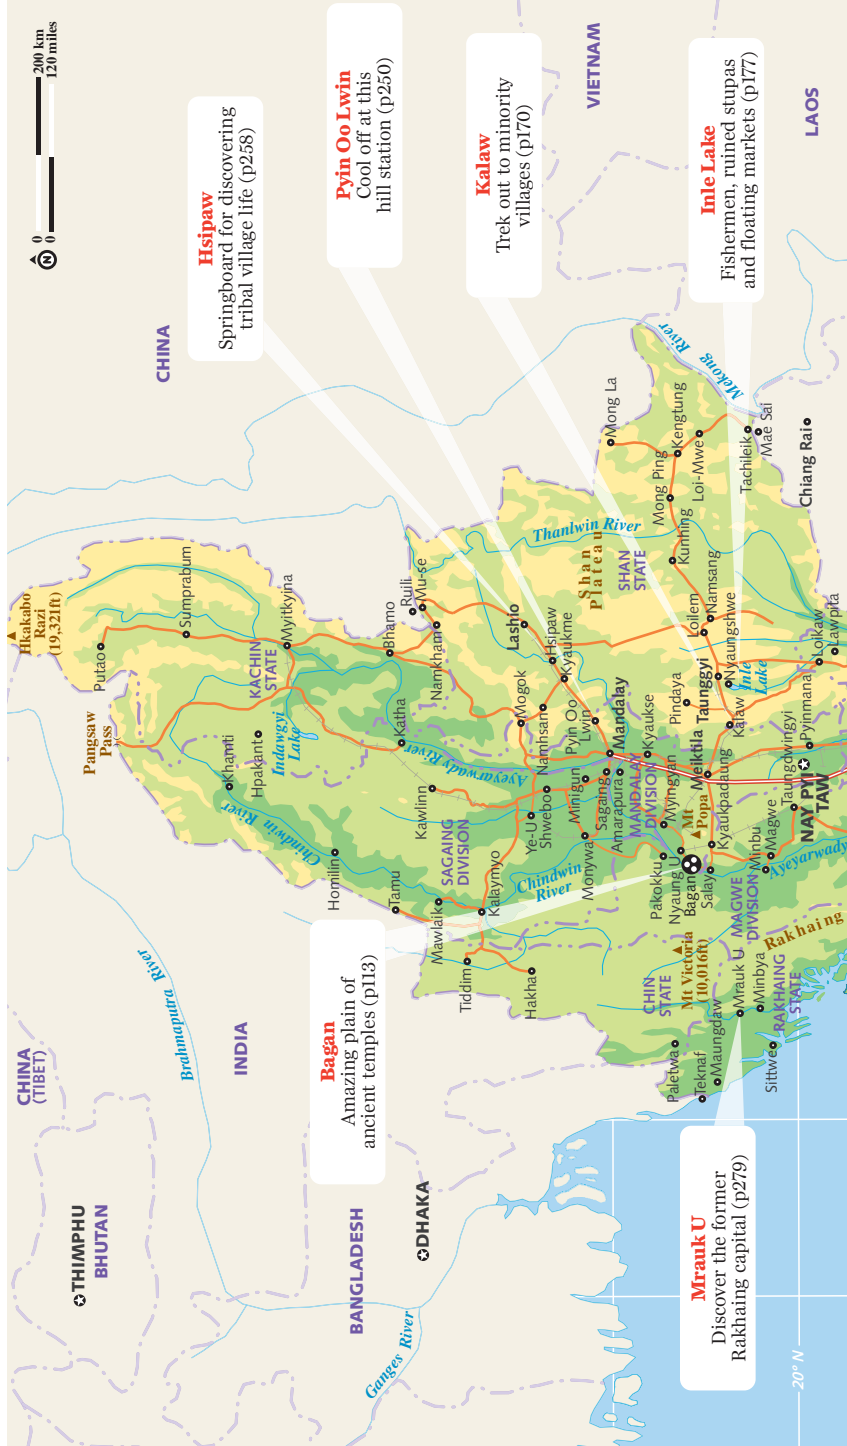 0
200 km
0
120 miles
Hsipaw
Springboard for discovering
tribal village life (p258)
Pyin Oo Lwin
Cool off at this
hill station (p250)
Kalaw
Trek out to minority
villages (p170)
Inle Lake
Fishermen, ruined stupas
and floating markets (p177)
Bagan
Amazing plain of
ancient temples (p113)
Mrauk U
Discover the former
Rakhaing capital (p279)
CHINA
(TIBET)
THIMPHU
BHUTAN
INDIA
BANGLADESH
DHAKA
CHINA
VIETNAM
LAOS
Brahmaputra River
Ganges River
20° N
Hkakabo
Razi
(19,321ft)
Pangsaw
Pass
Putao
Sumprabum
KACHIN
STATE
Myitkyina
Khamti
Hpakant
Indawgyi
Lake
Chindwin River
Homilin
Tamu
Katha
Bhamo
Ruili
Mu-se
Namkham
Ayeyarwady River
Kawlinn
SAGAING
DIVISION
Mawlaik
Kalaymyo
Tiddim
Hakha
Chindwin
River
Ye-U
Shwebo
Mogok
Namhsan
Lashio
Hsipaw
Kyaukme
Pyin Oo
Lwin
Minigun
Monywa
Sagaing
Amarapura
Mandalay
MANDALAY
DIVISION
Kyaukse
Myingyan
Thanlwin River
Shan
Plateau
SHAN
STATE
Mong La
Mong Ping
Kengtung
Kunhing
Loi-Mwe
Mekong
River
Tachileik
Mae Sai
Chiang Rai
Loilem
Namsang
Pindaya
Taunggyi
Nyaungshwe
Inle
Lake
Kalaw
Meiktila
Mt
Popa
Kyaukpadaung
Pakokku
Nyaung U
Bagan
Salay
MAGWE
DIVISION
Minbu
Magwe
Taungdwingyi
NAY PYI
TAW
Pyinmana
Loikaw
Lawpita
Ayeyarwady
CHIN
STATE
Mt Victoria
(10,016ft)
Rakhaing
Paletwa
Teknaf
Maungdaw
Mrauk U
Minbya
RAKHAING
STATE
Sittwe
N